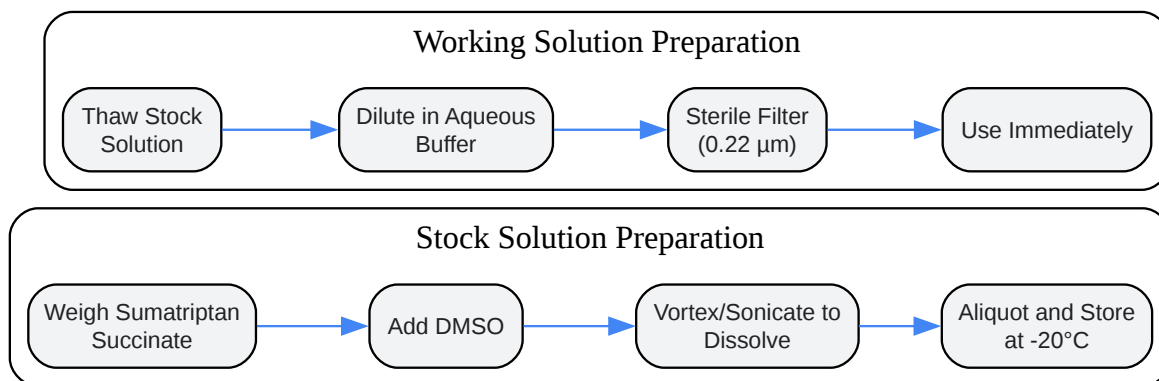 Working Solution Preparation
Thaw Stock
Solution
Dilute in Aqueous
Buffer
Sterile Filter
(0.22 µm)
Use Immediately
Stock Solution Preparation
Weigh Sumatriptan
Succinate
Add DMSO
Vortex/Sonicate to
Dissolve
Aliquot and Store
at -20°C